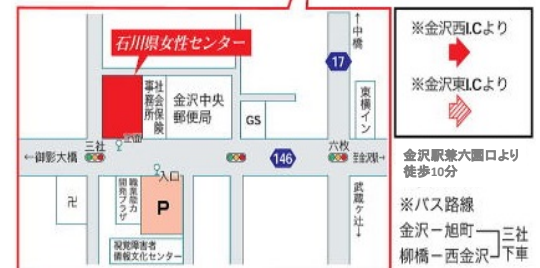 石川県女性センター
↑中橋
17
※金沢西I.Cより
※金沢東I.Cより
社会保険
事務所
金沢中央
郵便局
GS
東横イン
←御影大橋
三社
正面
146
六枚
至金沢駅→
金沢駅兼六園口より
徒歩10分
入口
卍
職業能力
開発プラザ
P
武蔵ヶ辻↓
視覚障害者
情報文化センター
※バス路線
金沢－旭町
柳橋－西金沢
三社
下車